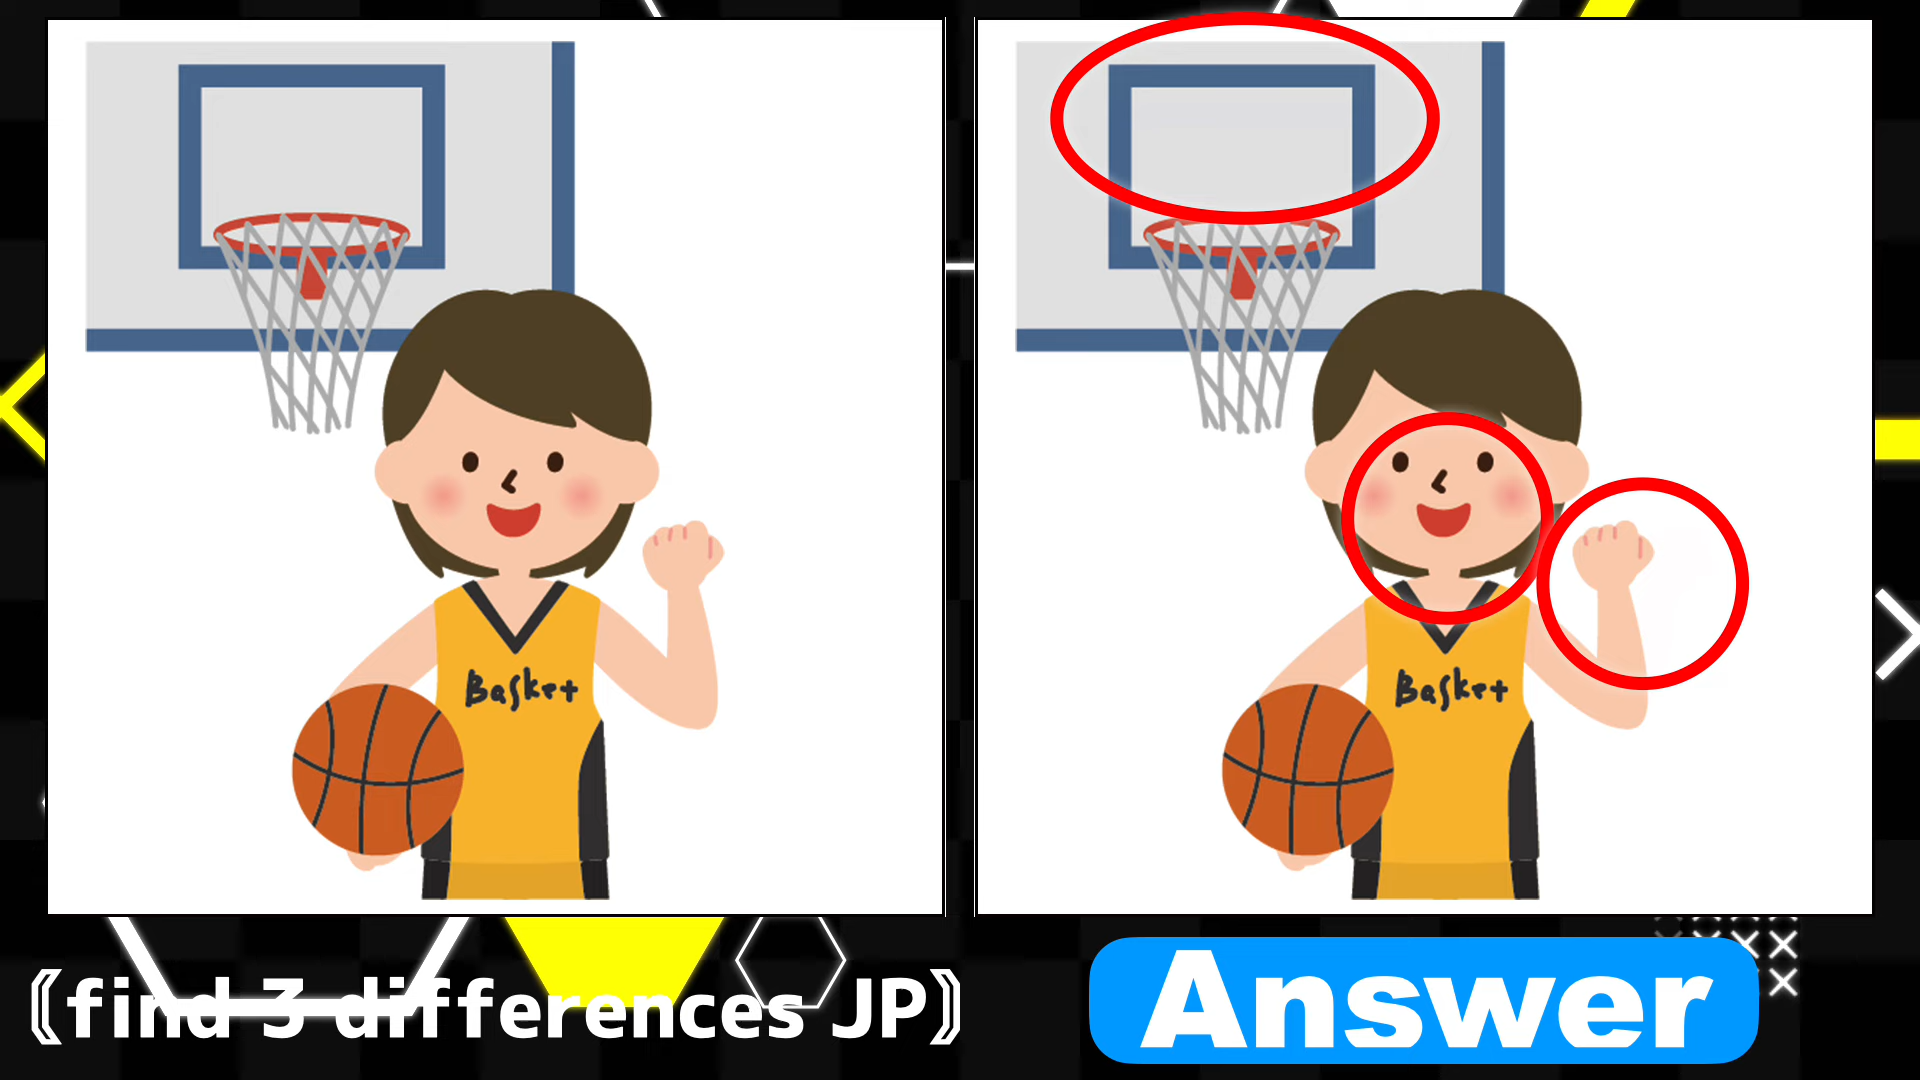 Basket
Basket
⟪find 3 differences JP⟫
Answer